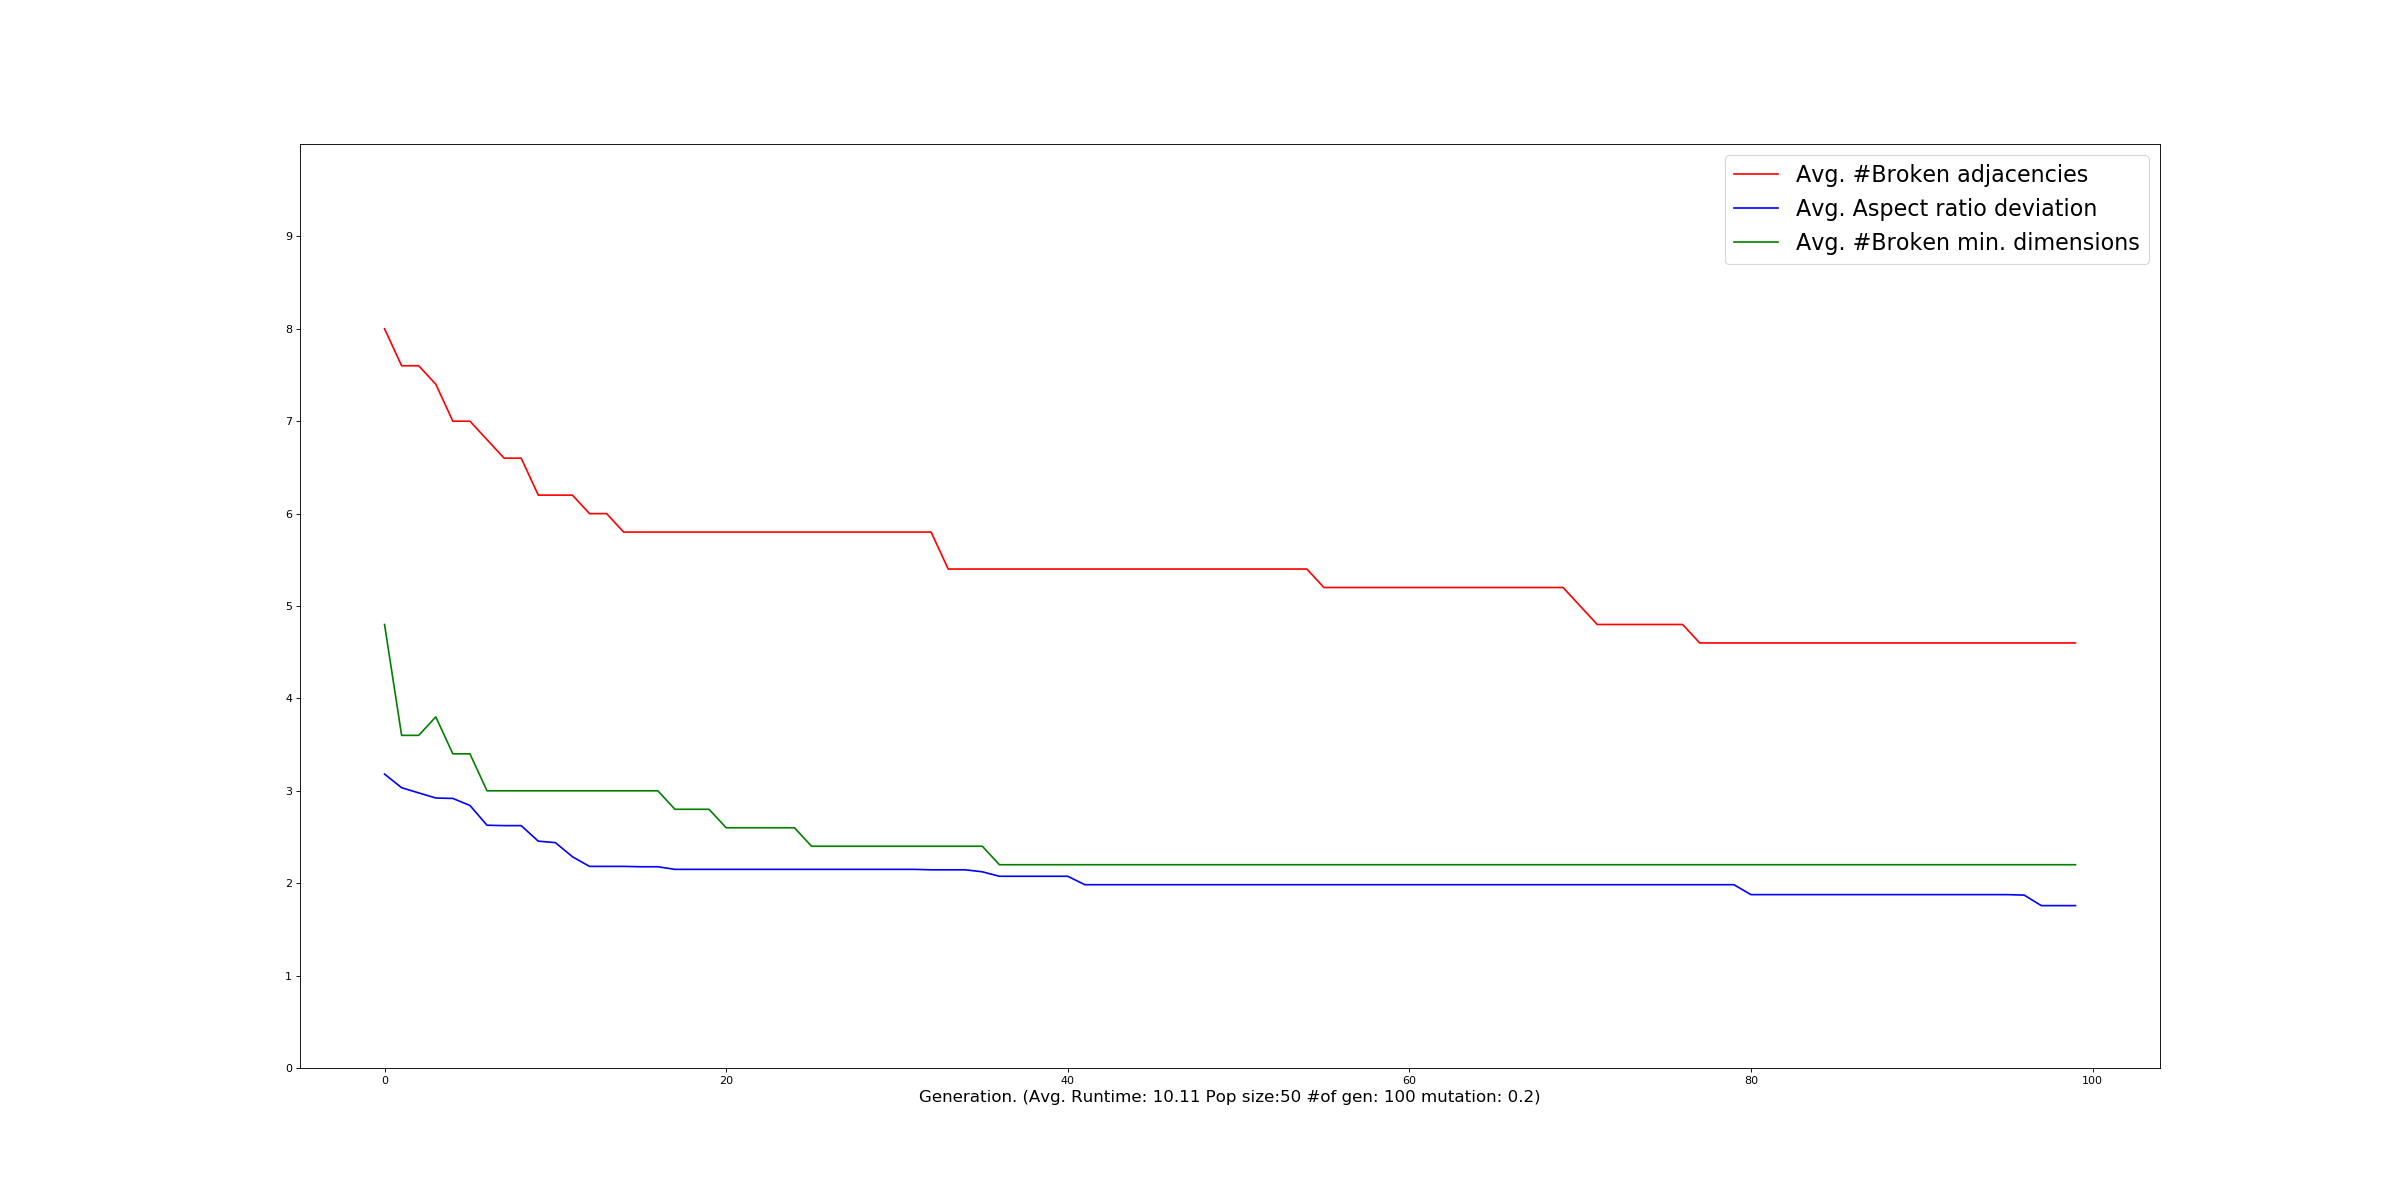 Avg. #Broken adjacencies
Avg. Aspect ratio deviation
Avg. #Broken min. dimensions
9
8
7
6
5
4
3
2
1
0
0 20 40 60 80 100
Generation. (Avg. Runtime: 10.11 Pop size:50 #of gen: 100 mutation: 0.2)